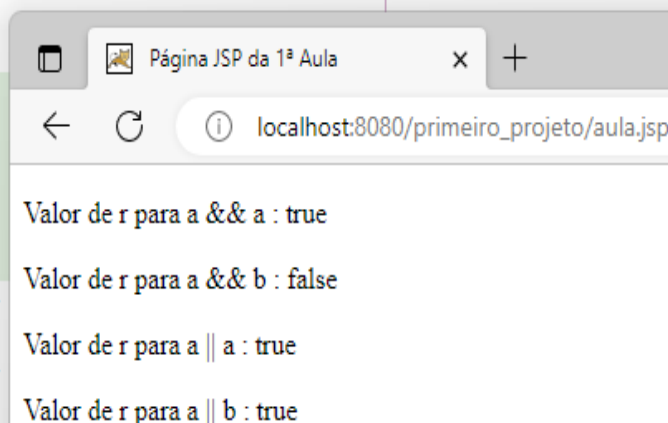 Página JSP da 1ª Aula
localhost:8080/primeiro_projeto/aula.jsp
Valor de r para a && a : true
Valor de r para a && b : false
Valor de r para a || a : true
Valor de r para a || b : true